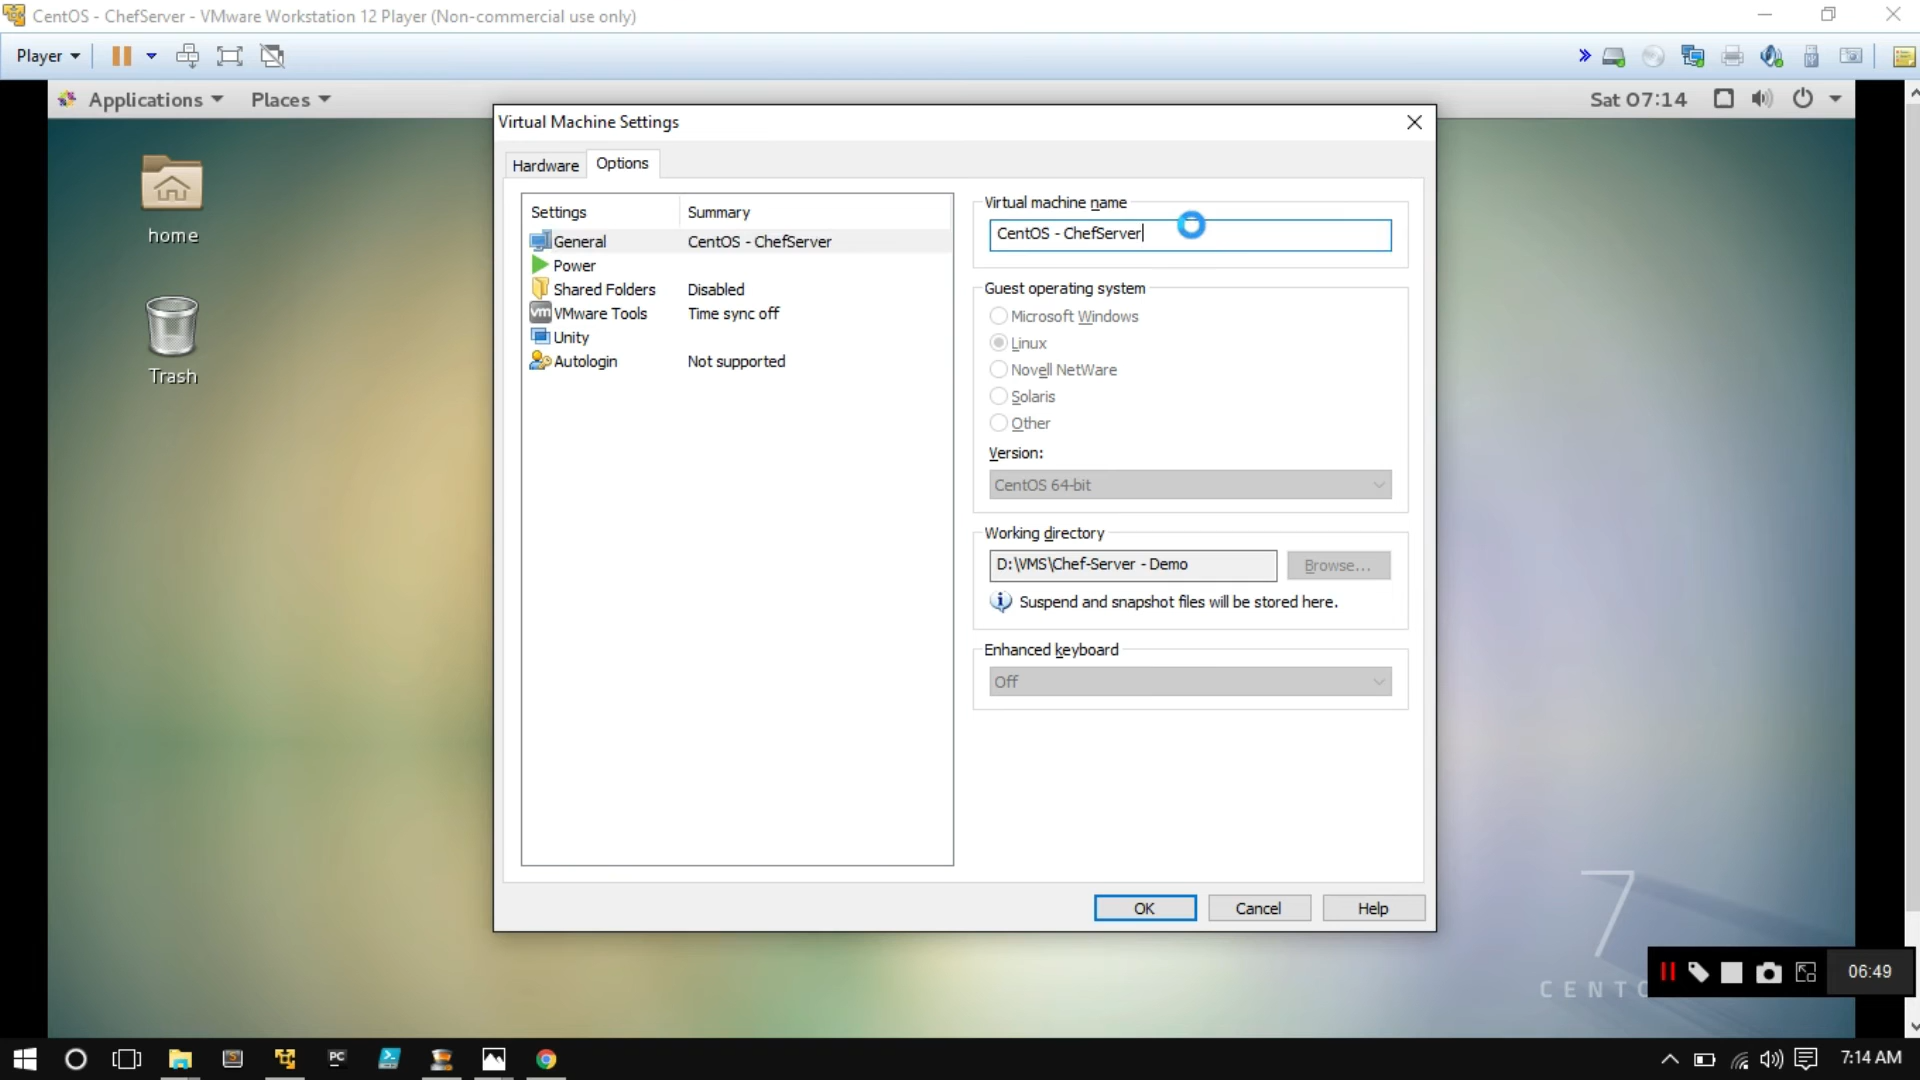 CentOS - ChefServer - VMware Workstation 12 Player (Non-commercial use only)
Player
Applications Places Sat 07:14
home
Trash
Virtual Machine Settings
Hardware Options
Settings Summary
General CentOS - ChefServer
Power
Shared Folders Disabled
vm VMware Tools Time sync off
Unity
Autologin Not supported
Virtual machine name
CentOS - ChefServer
Guest operating system
Microsoft Windows
Linux
Novell NetWare
Solaris
Other
Version:
CentOS 64-bit
Working directory
D:\VMS\Chef-Server - Demo Browse...
Suspend and snapshot files will be stored here.
Enhanced keyboard
Off
OK Cancel Help
7
CENTO
06:49
PC
7:14 AM